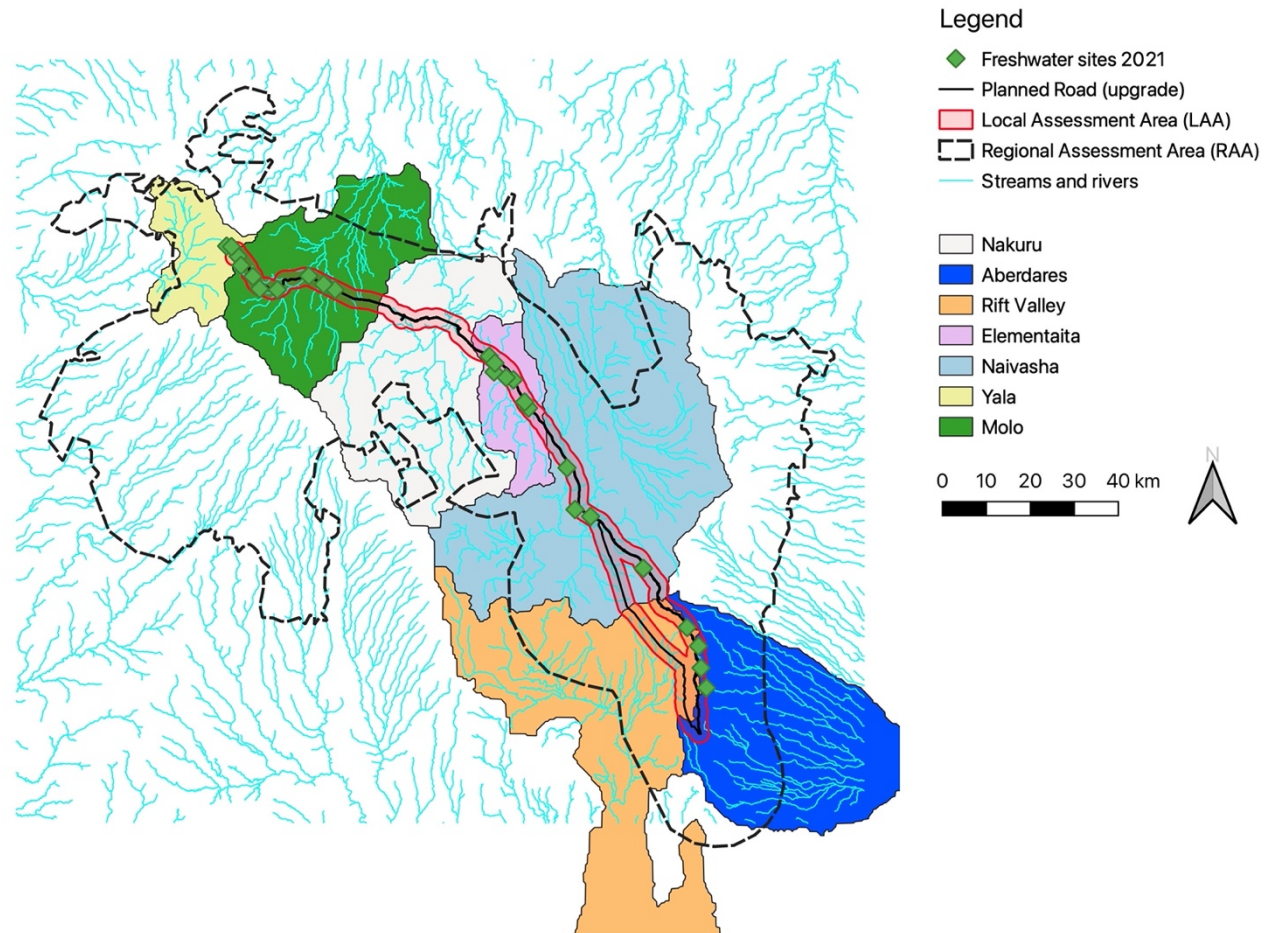 Legend
Freshwater sites 2021
Planned Road (upgrade)
Local Assessment Area (LAA)
Regional Assessment Area (RAA)
Streams and rivers
Nakuru
Aberdares
Rift Valley
Elementaita
Naivasha
Yala
Molo
N
0 10 20 30 40 km